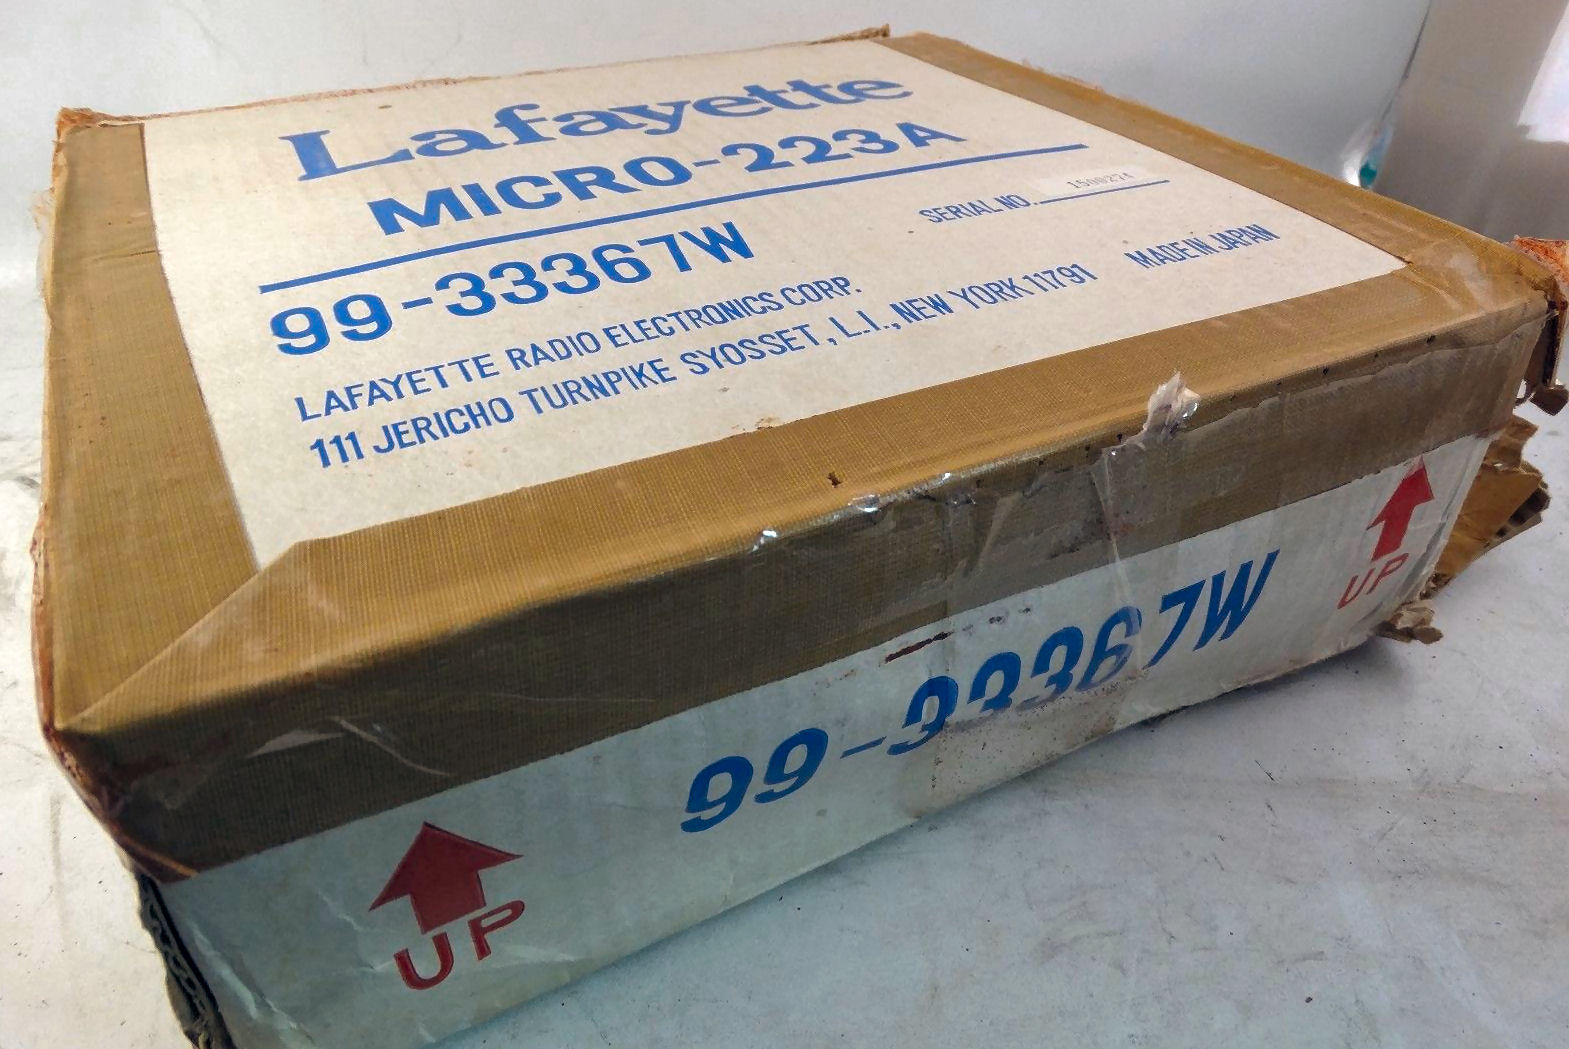 Lafayette
MICRO-223A
99-33367W
SERIAL NO.
LAFAYETTE RADIO ELECTRONICS CORP.
111 JERICHO TURNPIKE SYOSSET, L.I., NEW YORK 11791 MADE IN JAPAN
99-33367W
UP
UP